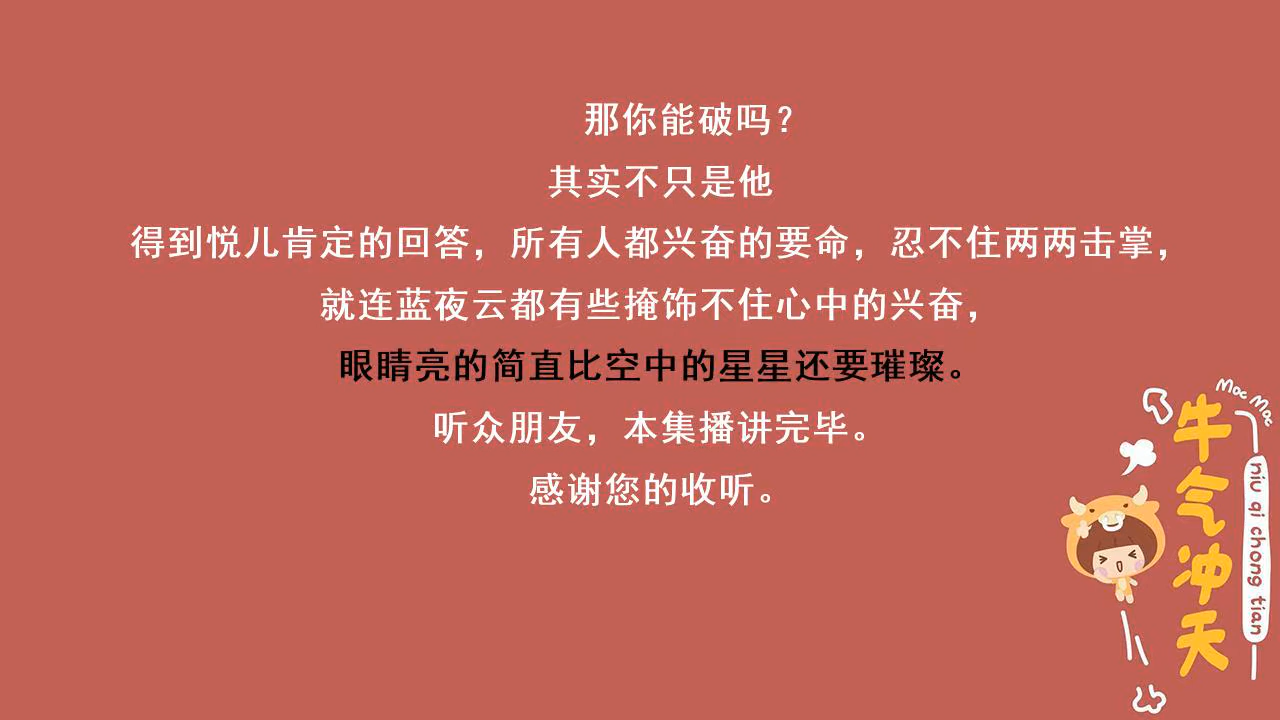 那你能破吗？
其实不只是他
得到悦儿肯定的回答，所有人都兴奋的要命，忍不住两两击掌，
就连蓝夜云都有些掩饰不住心中的兴奋，
眼睛亮的简直比空中的星星还要璀璨。
听众朋友，本集播讲完毕。
感谢您的收听。
Moc Moc
牛气冲天
niu qi chong tian